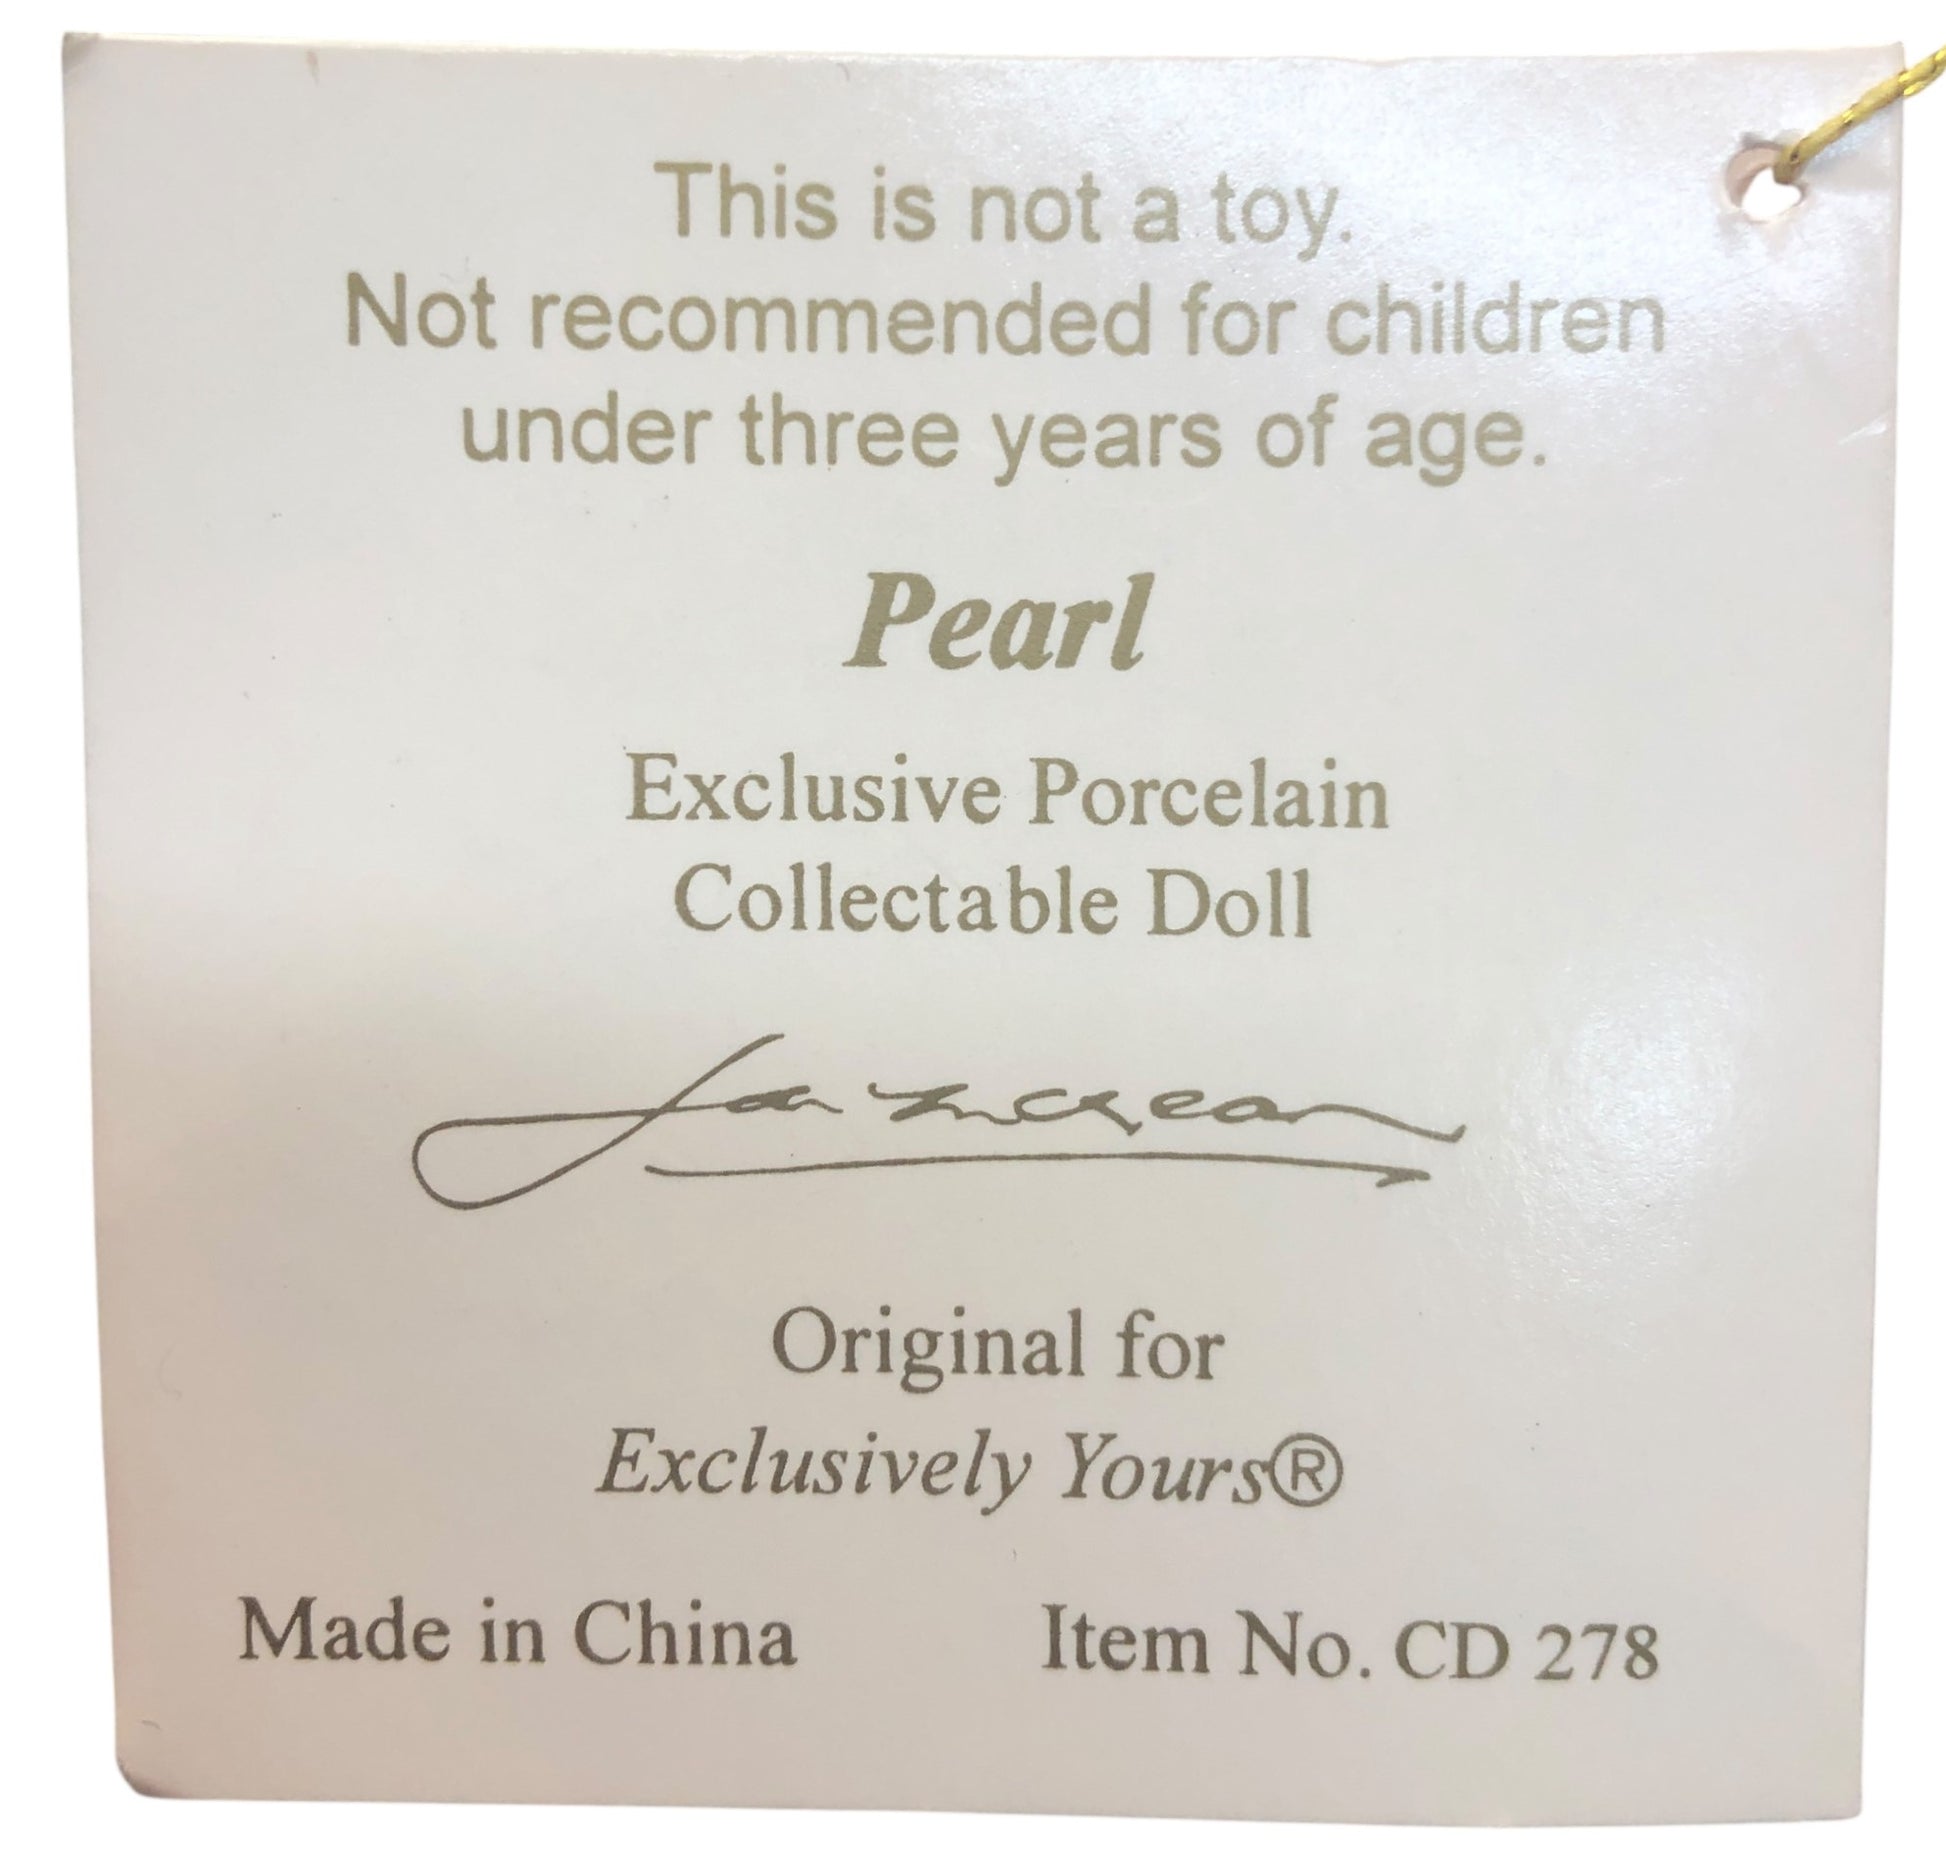 This is not a toy.
Not recommended for children
under three years of age.
Pearl
Exclusive Porcelain
Collectable Doll
Original for
Exclusively Yours®
Made in China Item No. CD 278